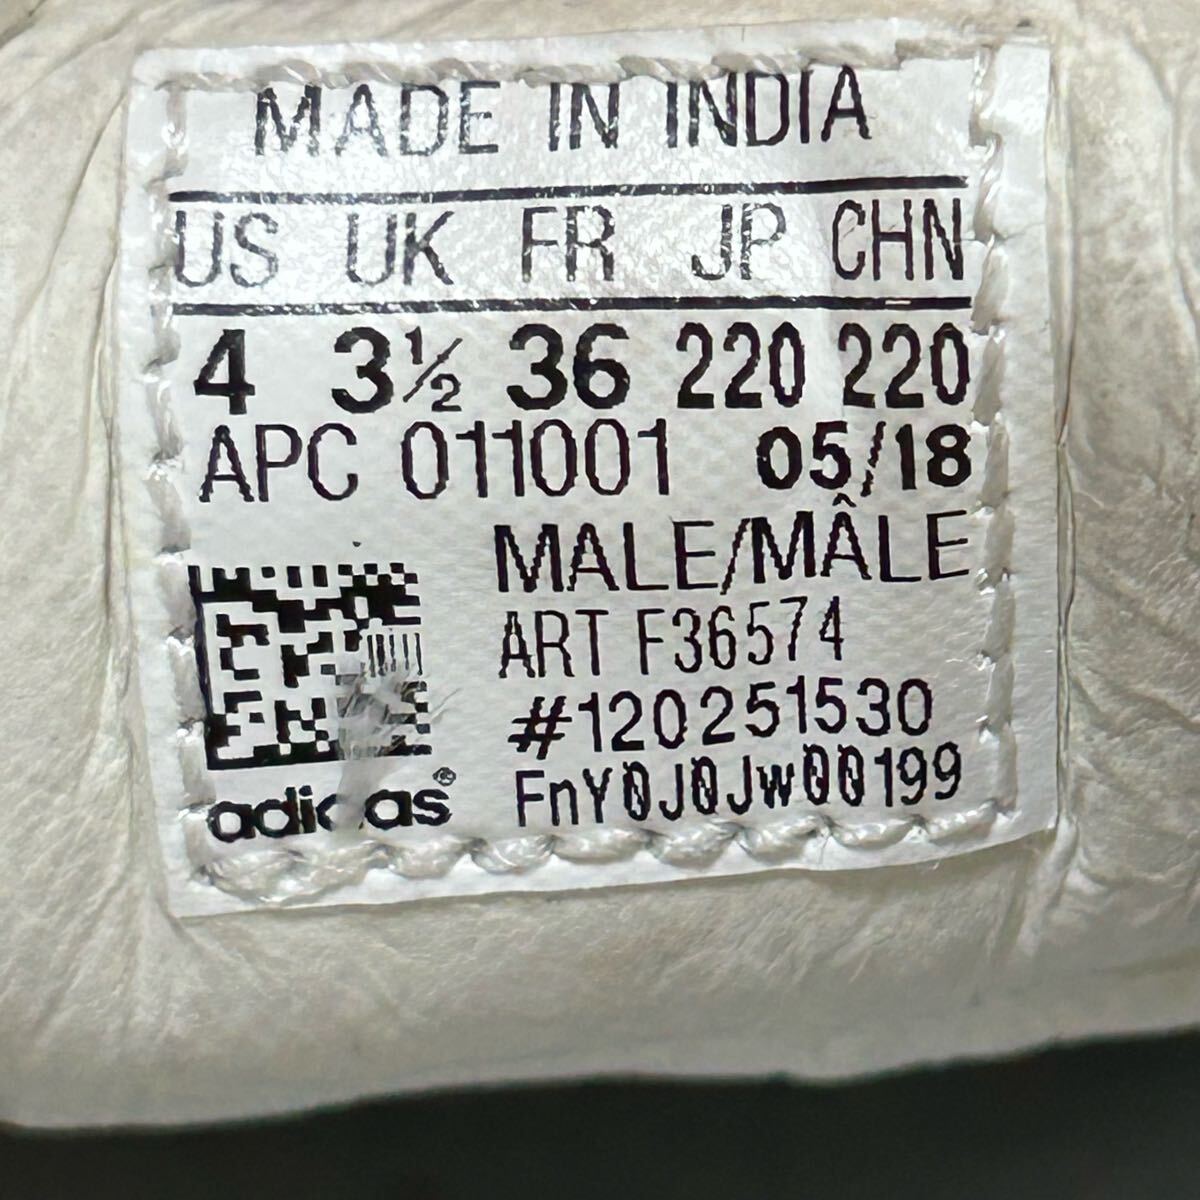 MADE IN INDIA
US UK FR JP CHN
4 3½ 36 220 220
APC 011001 05/18
MALE/MÂLE
ART F36574
#120251530
FnY0J0Jw00199
adidas®